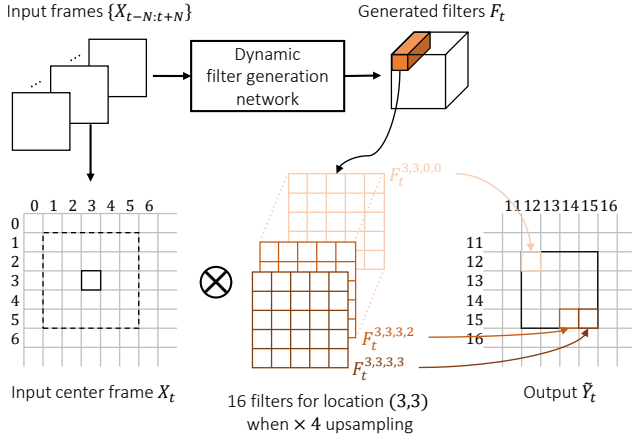 Input frames {X_{t−N:t+N}}
Generated filters F_t
Dynamic
filter generation
network
F_t^{3,3,0,0}
0 1 2 3 4 5 6
0
1
2
3
4
5
6
11 12 13 14 15 16
11
12
13
14
15
16
F_t^{3,3,3,2}
F_t^{3,3,3,3}
Input center frame X_t
16 filters for location (3,3)
when × 4 upsampling
Output Ỹ_t